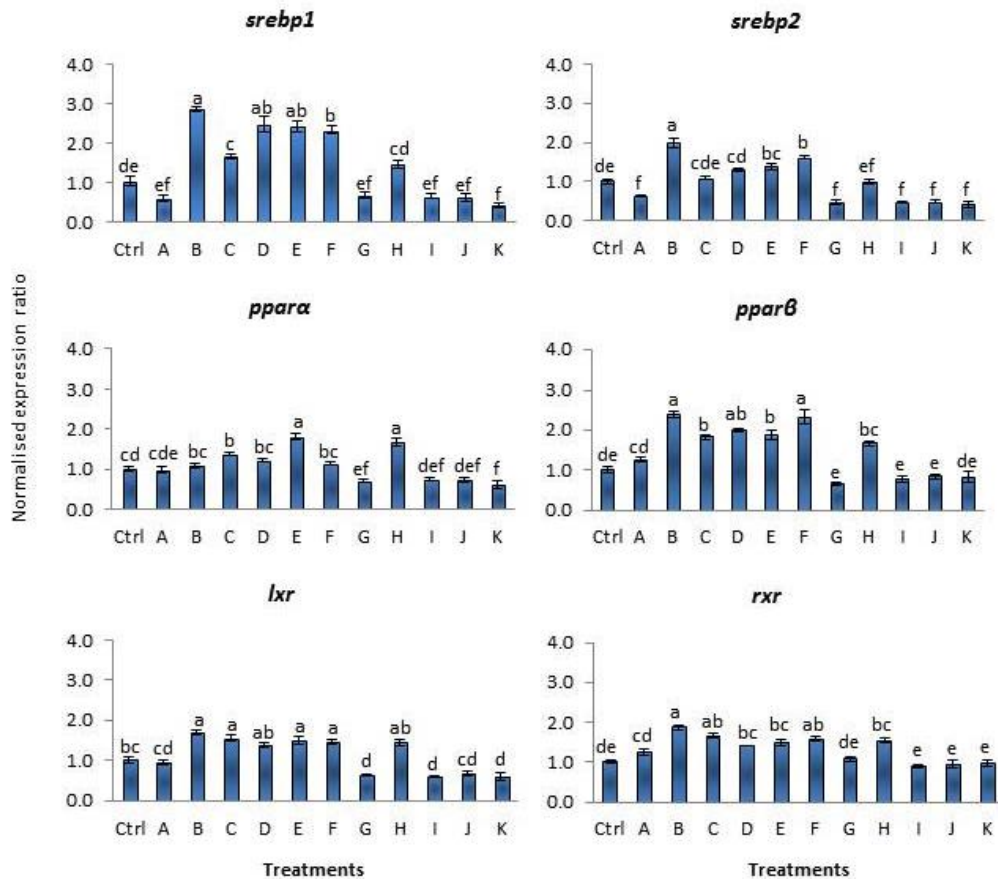 srebp1
4.0
3.0
2.0
1.0
0.0
de ef a c ab ab b ef cd ef ef f
Ctrl A B C D E F G H I J K
srebp2
4.0
3.0
2.0
1.0
0.0
de f a cde cd bc b f ef f f f
Ctrl A B C D E F G H I J K
Normalised expression ratio
pparα
4.0
3.0
2.0
1.0
0.0
cd cde bc b bc a bc ef a def def f
Ctrl A B C D E F G H I J K
pparβ
4.0
3.0
2.0
1.0
0.0
de cd a b ab b a e bc e e de
Ctrl A B C D E F G H I J K
lxr
4.0
3.0
2.0
1.0
0.0
bc cd a a ab a a d ab d cd d
Ctrl A B C D E F G H I J K
Treatments
rxr
4.0
3.0
2.0
1.0
0.0
de cd a ab bc bc ab de bc e e e
Ctrl A B C D E F G H I J K
Treatments